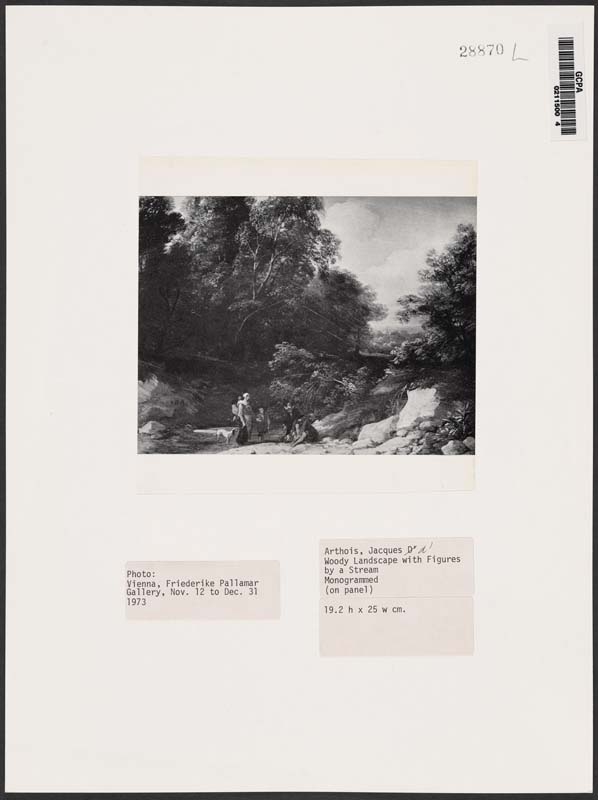 28870 L
GCPA
0211500 4
Photo:
Vienna, Friederike Pallamar
Gallery, Nov. 12 to Dec. 31
1973
Arthois, Jacques D' d'
Woody Landscape with Figures
by a Stream
Monogrammed
(on panel)
19.2 h x 25 w cm.